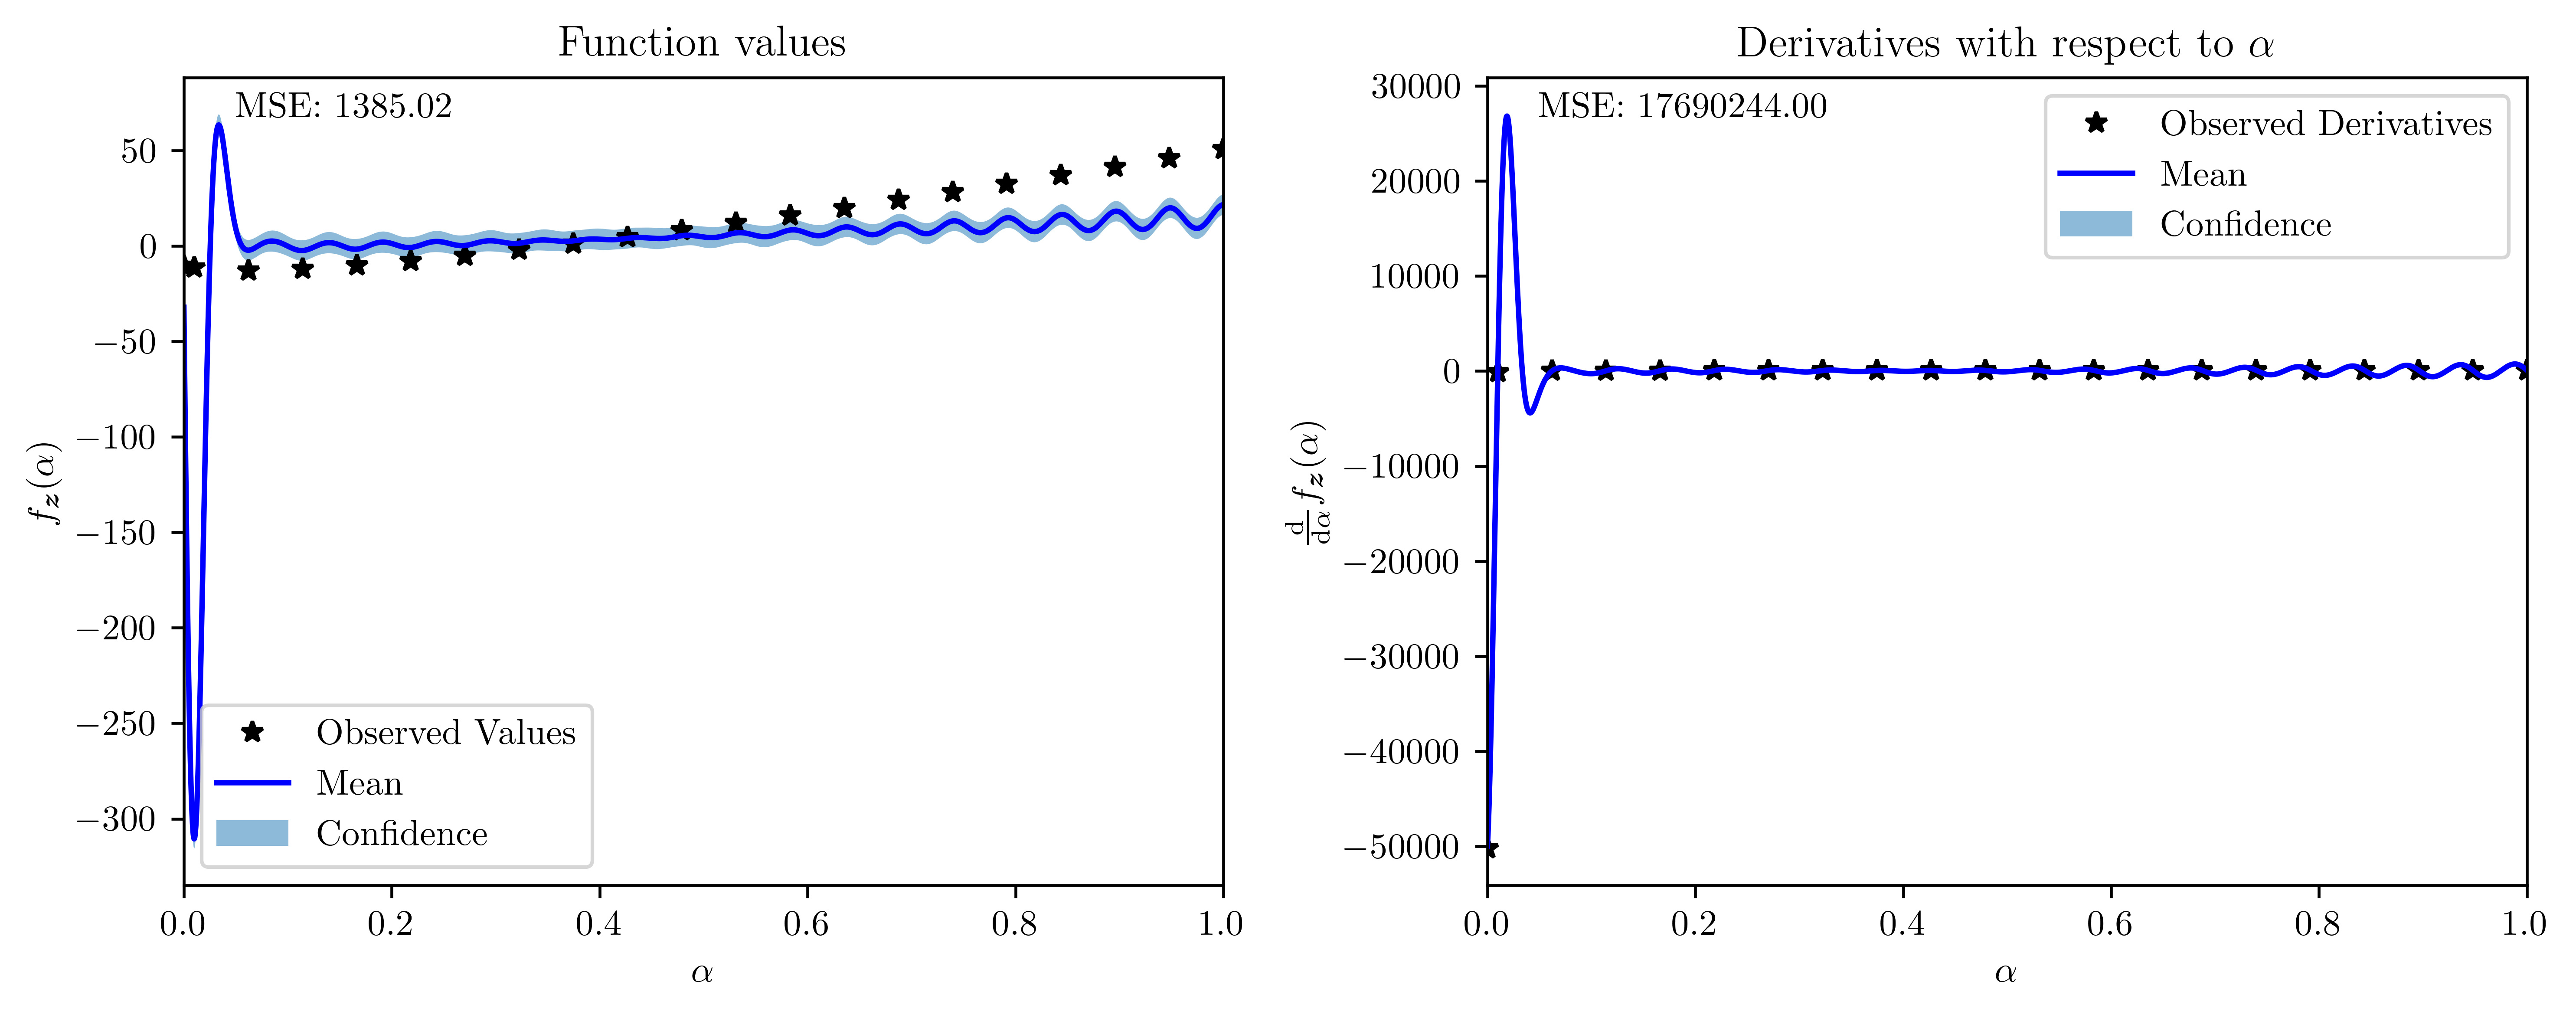 Function values
MSE: 1385.02
50
0
−50
−100
−150
−200
−250
−300
f_z(α)
Observed Values
Mean
Confidence
0.0 0.2 0.4 0.6 0.8 1.0
α
Derivatives with respect to α
MSE: 17690244.00
30000
20000
10000
0
−10000
−20000
−30000
−40000
−50000
d/dα f_z(α)
Observed Derivatives
Mean
Confidence
0.0 0.2 0.4 0.6 0.8 1.0
α